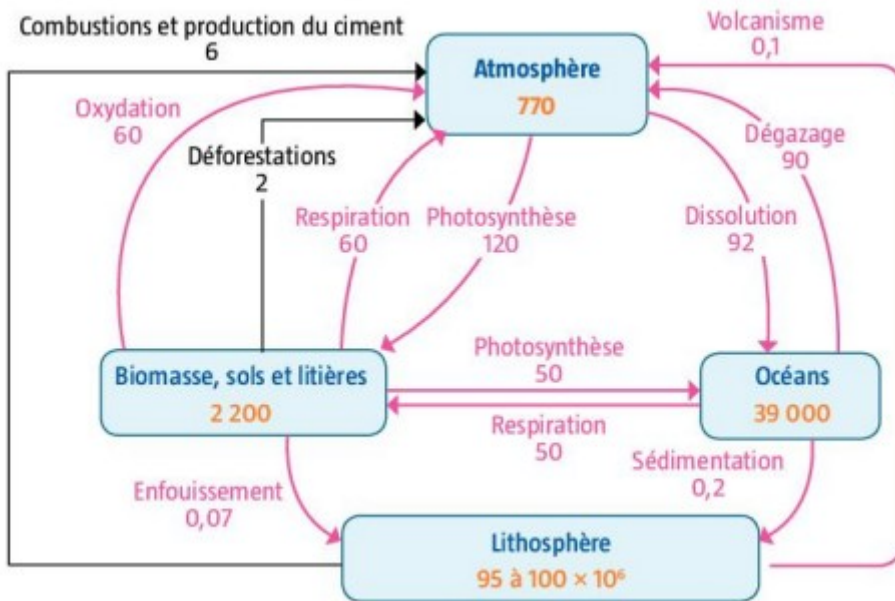 Combustions et production du ciment
6
Volcanisme
0,1
Atmosphère
770
Oxydation
60
Déforestations
2
Dégazage
90
Respiration
60
Photosynthèse
120
Dissolution
92
Biomasse, sols et litières
2 200
Photosynthèse
50
Respiration
50
Océans
39 000
Enfouissement
0,07
Sédimentation
0,2
Lithosphère
95 à 100 × 10⁶